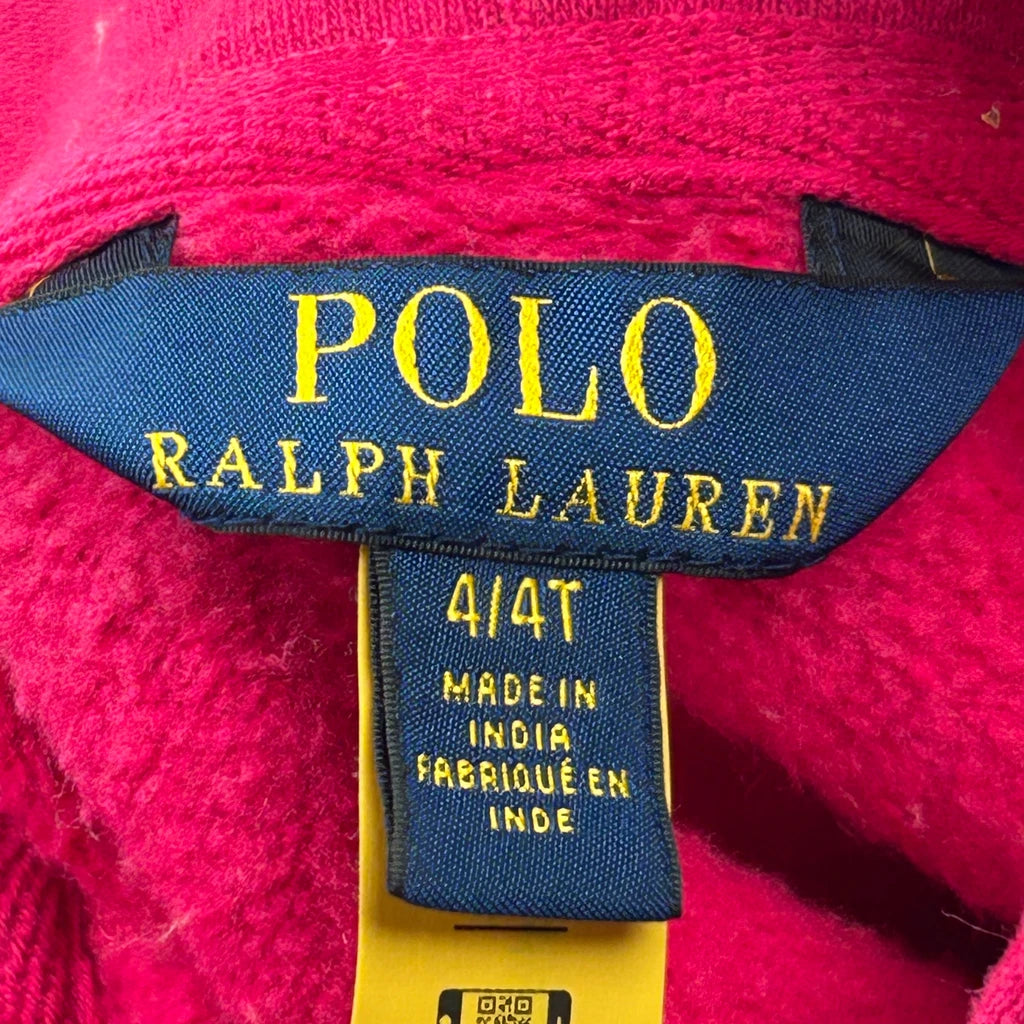 POLO
RALPH LAUREN
4/4T
MADE IN
INDIA
FABRIQUÉ EN
INDE